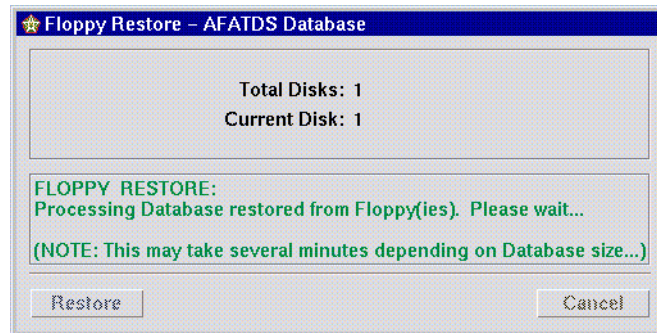 Floppy Restore – AFATDS Database
Total Disks: 1
Current Disk: 1
FLOPPY RESTORE:
Processing Database restored from Floppy(ies). Please wait...
(NOTE: This may take several minutes depending on Database size...)
Restore
Cancel